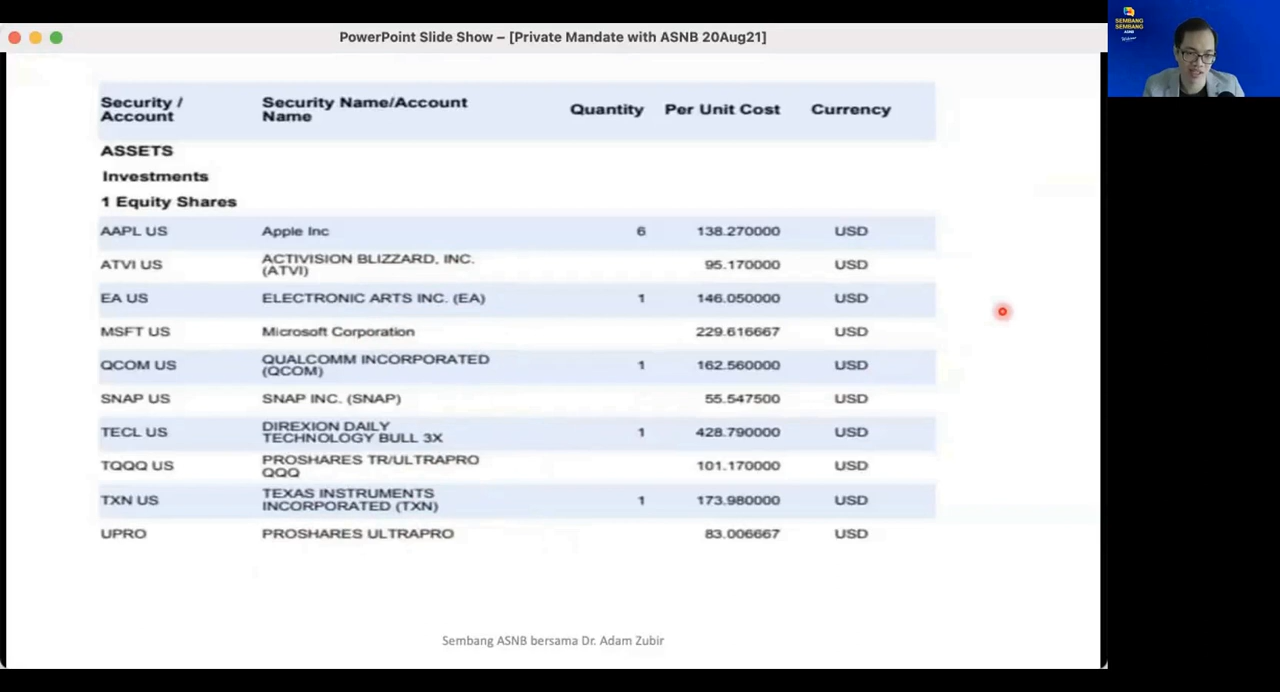 PowerPoint Slide Show – [Private Mandate with ASNB 20Aug21]
SEMBANG
SEMBANG
ASNB
Webinar
Security / Account Security Name/Account Name Quantity Per Unit Cost Currency
ASSETS
Investments
1 Equity Shares
AAPL US Apple Inc 6 138.270000 USD
ATVI US ACTIVISION BLIZZARD, INC. (ATVI) 95.170000 USD
EA US ELECTRONIC ARTS INC. (EA) 1 146.050000 USD
MSFT US Microsoft Corporation 229.616667 USD
QCOM US QUALCOMM INCORPORATED (QCOM) 1 162.560000 USD
SNAP US SNAP INC. (SNAP) 55.547500 USD
TECL US DIREXION DAILY TECHNOLOGY BULL 3X 1 428.790000 USD
TQQQ US PROSHARES TR/ULTRAPRO QQQ 101.170000 USD
TXN US TEXAS INSTRUMENTS INCORPORATED (TXN) 1 173.980000 USD
UPRO PROSHARES ULTRAPRO 83.006667 USD
Sembang ASNB bersama Dr. Adam Zubir